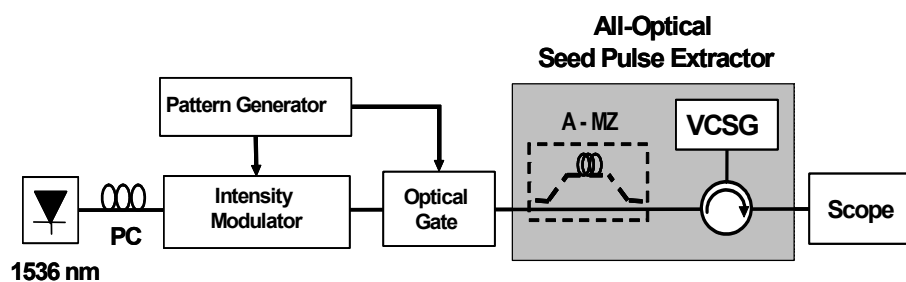 All-Optical
Seed Pulse Extractor
Pattern Generator
A - MZ
VCSG
Intensity
Modulator
Optical
Gate
Scope
PC
1536 nm